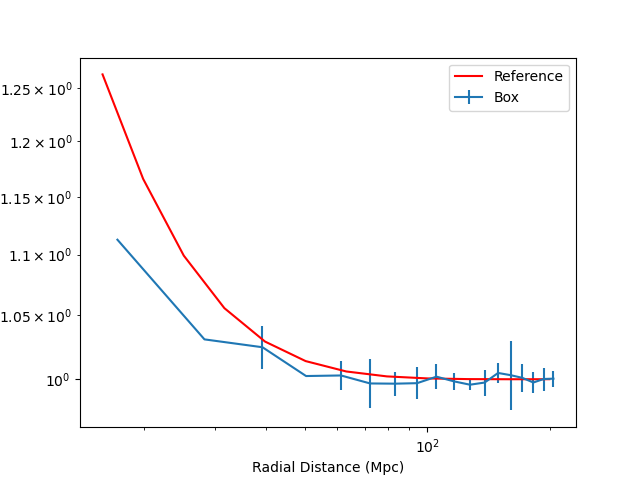 1.25 × 10⁰
1.2 × 10⁰
1.15 × 10⁰
1.1 × 10⁰
1.05 × 10⁰
10⁰
Reference
Box
10²
Radial Distance (Mpc)